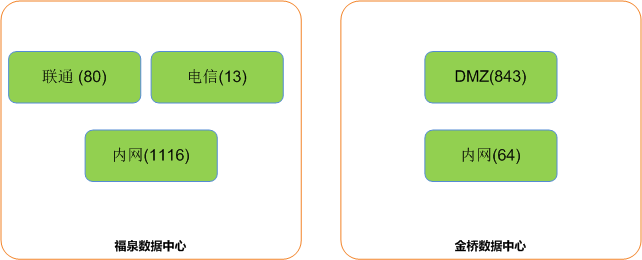 联通 (80)
电信(13)
内网(1116)
福泉数据中心
DMZ(843)
内网(64)
金桥数据中心